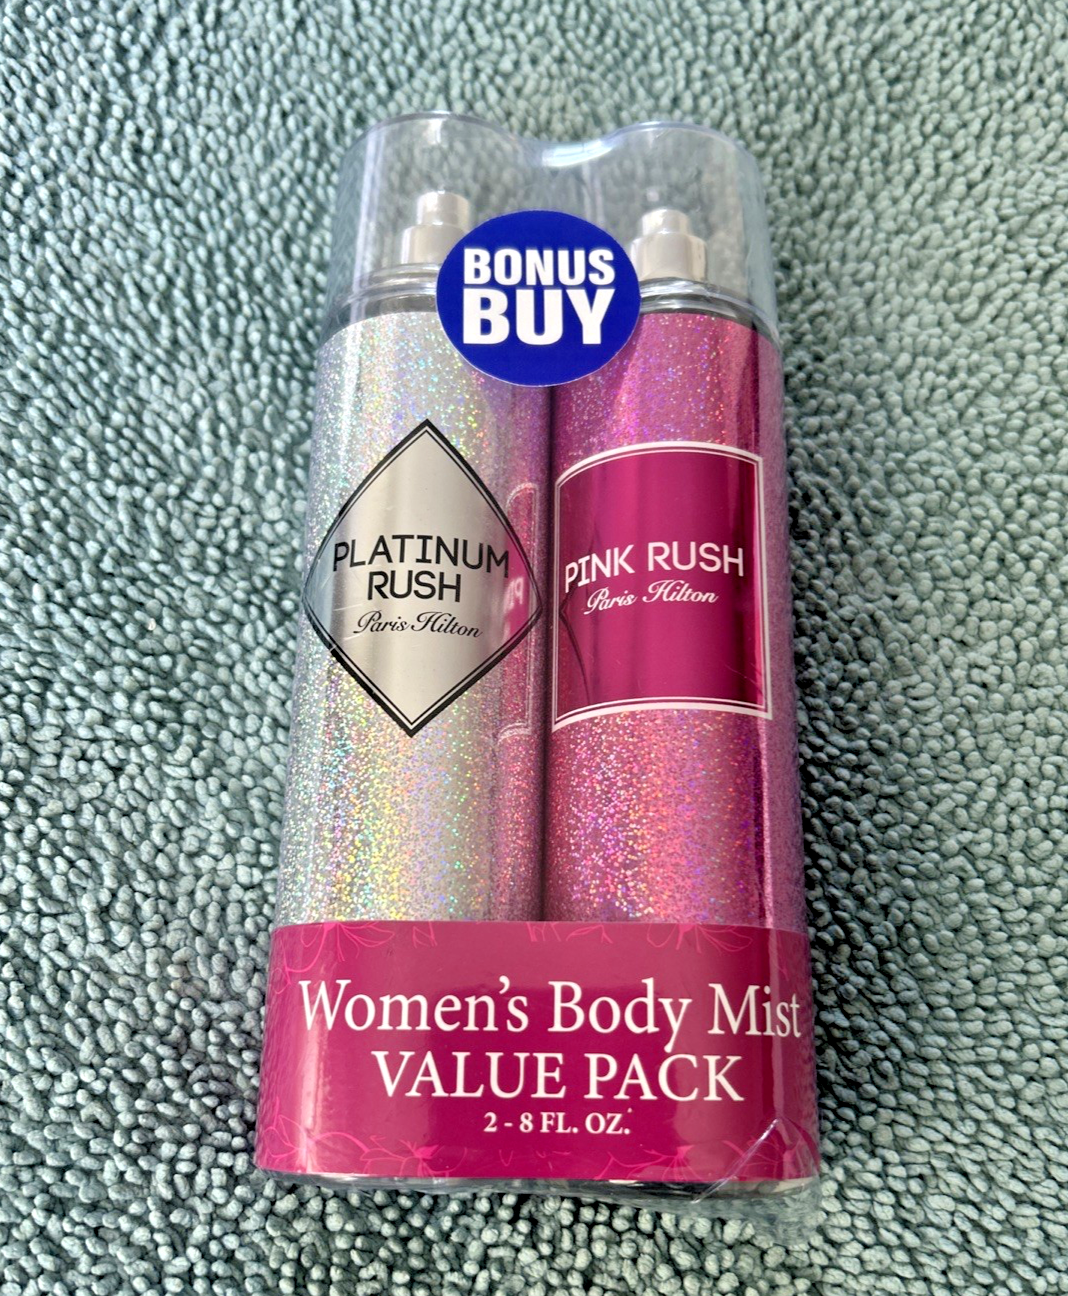 BONUS
BUY
PLATINUM
RUSH
Paris Hilton
PINK RUSH
Paris Hilton
Women's Body Mist
VALUE PACK
2 - 8 FL. OZ.